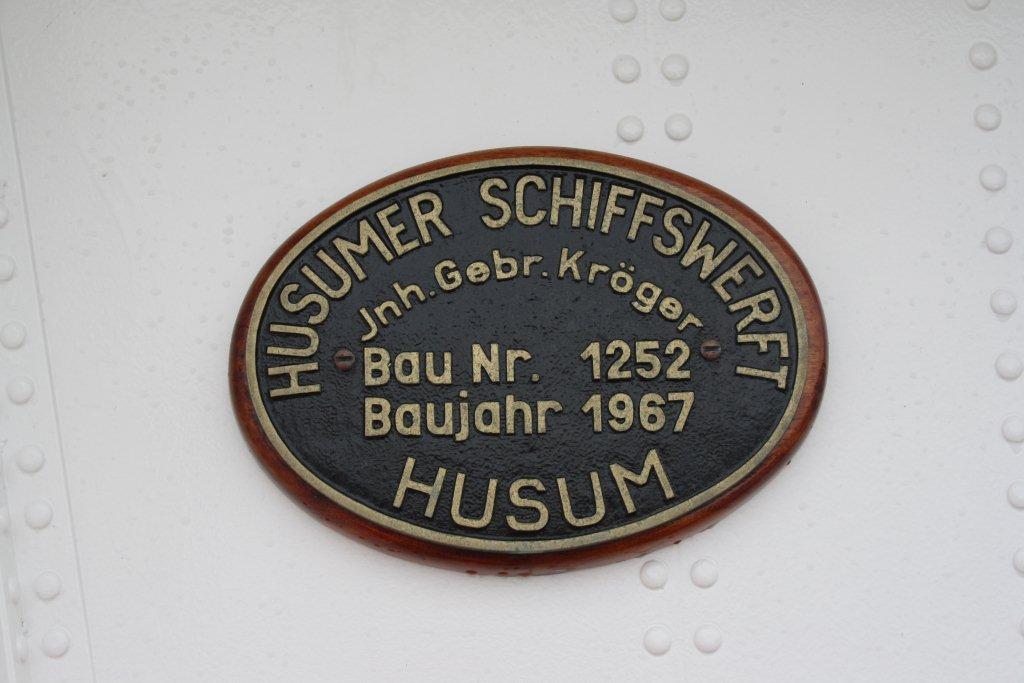 HUSUMER SCHIFFSWERFT
Jnh. Gebr. Kröger
Bau Nr. 1252
Baujahr 1967
HUSUM